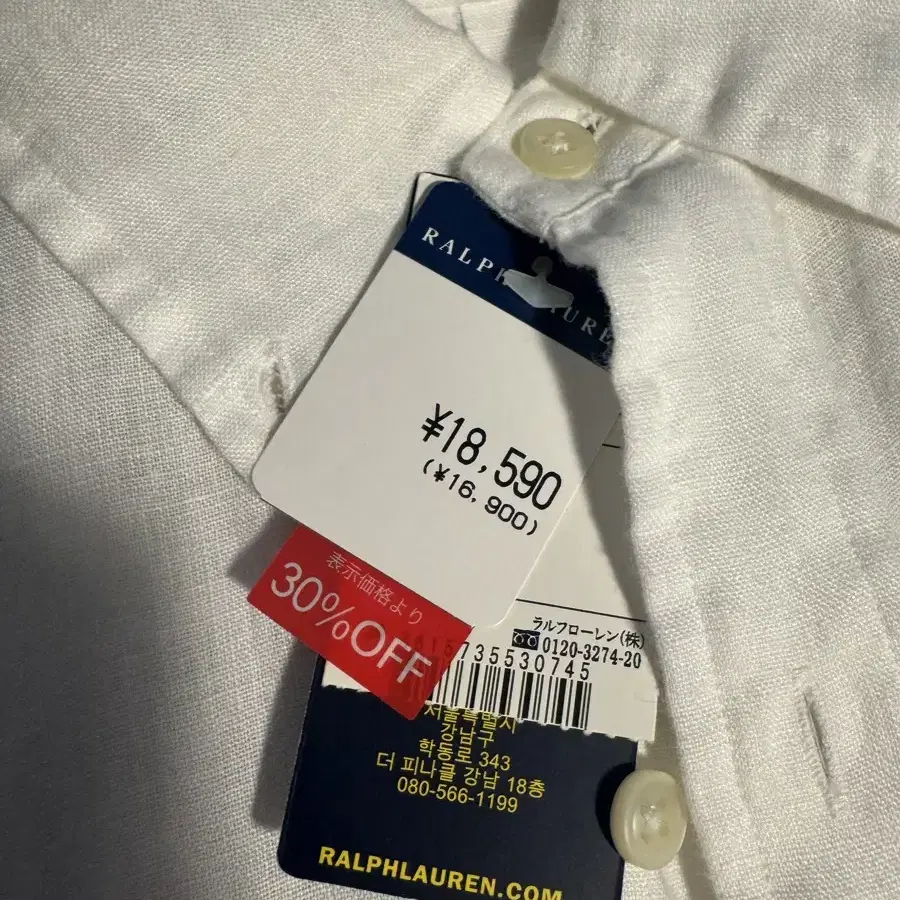 RALPH LAUREN
¥18,590
(¥16,900)
表示価格より
30%OFF
ラルフローレン(株)
0120-3274-20
15735530745
서울특별시
강남구
학동로 343
더 피나클 강남 18층
080-566-1199
RALPHLAUREN.COM